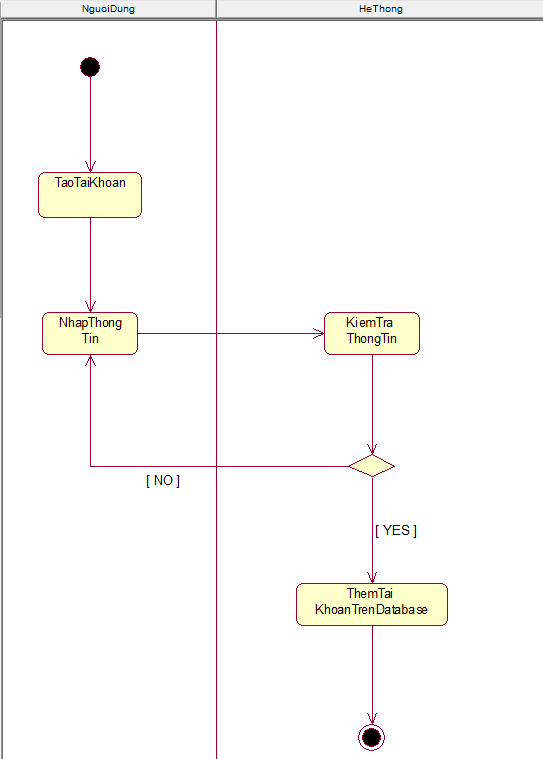 NguoiDung
HeThong
TaoTaiKhoan
NhapThong
Tin
KiemTra
ThongTin
[ NO ]
[ YES ]
ThemTai
KhoanTrenDatabase